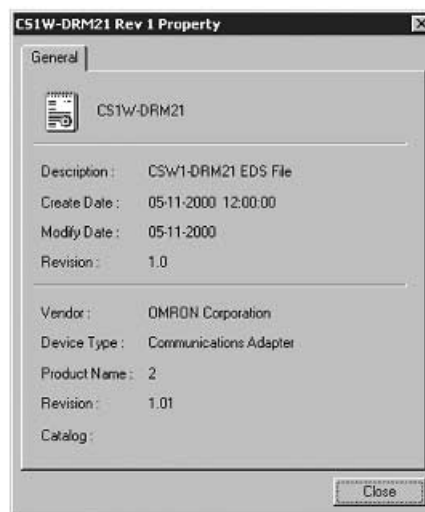 CS1W-DRM21 Rev 1 Property
General
CS1W-DRM21
Description : CSW1-DRM21 EDS File
Create Date : 05-11-2000 12:00:00
Modify Date : 05-11-2000
Revision : 1.0
Vendor : OMRON Corporation
Device Type : Communications Adapter
Product Name : 2
Revision : 1.01
Catalog :
Close